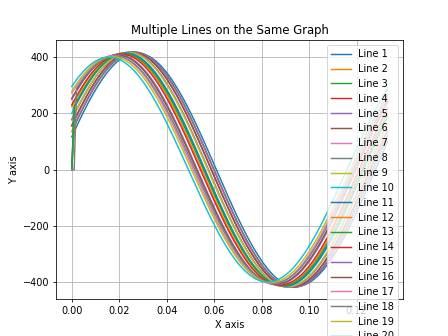 Multiple Lines on the Same Graph
400
200
0
−200
−400
Y axis
0.00
0.02
0.04
0.06
0.08
0.10
X axis
Line 1
Line 2
Line 3
Line 4
Line 5
Line 6
Line 7
Line 8
Line 9
Line 10
Line 11
Line 12
Line 13
Line 14
Line 15
Line 16
Line 17
Line 18
Line 19
Line 20